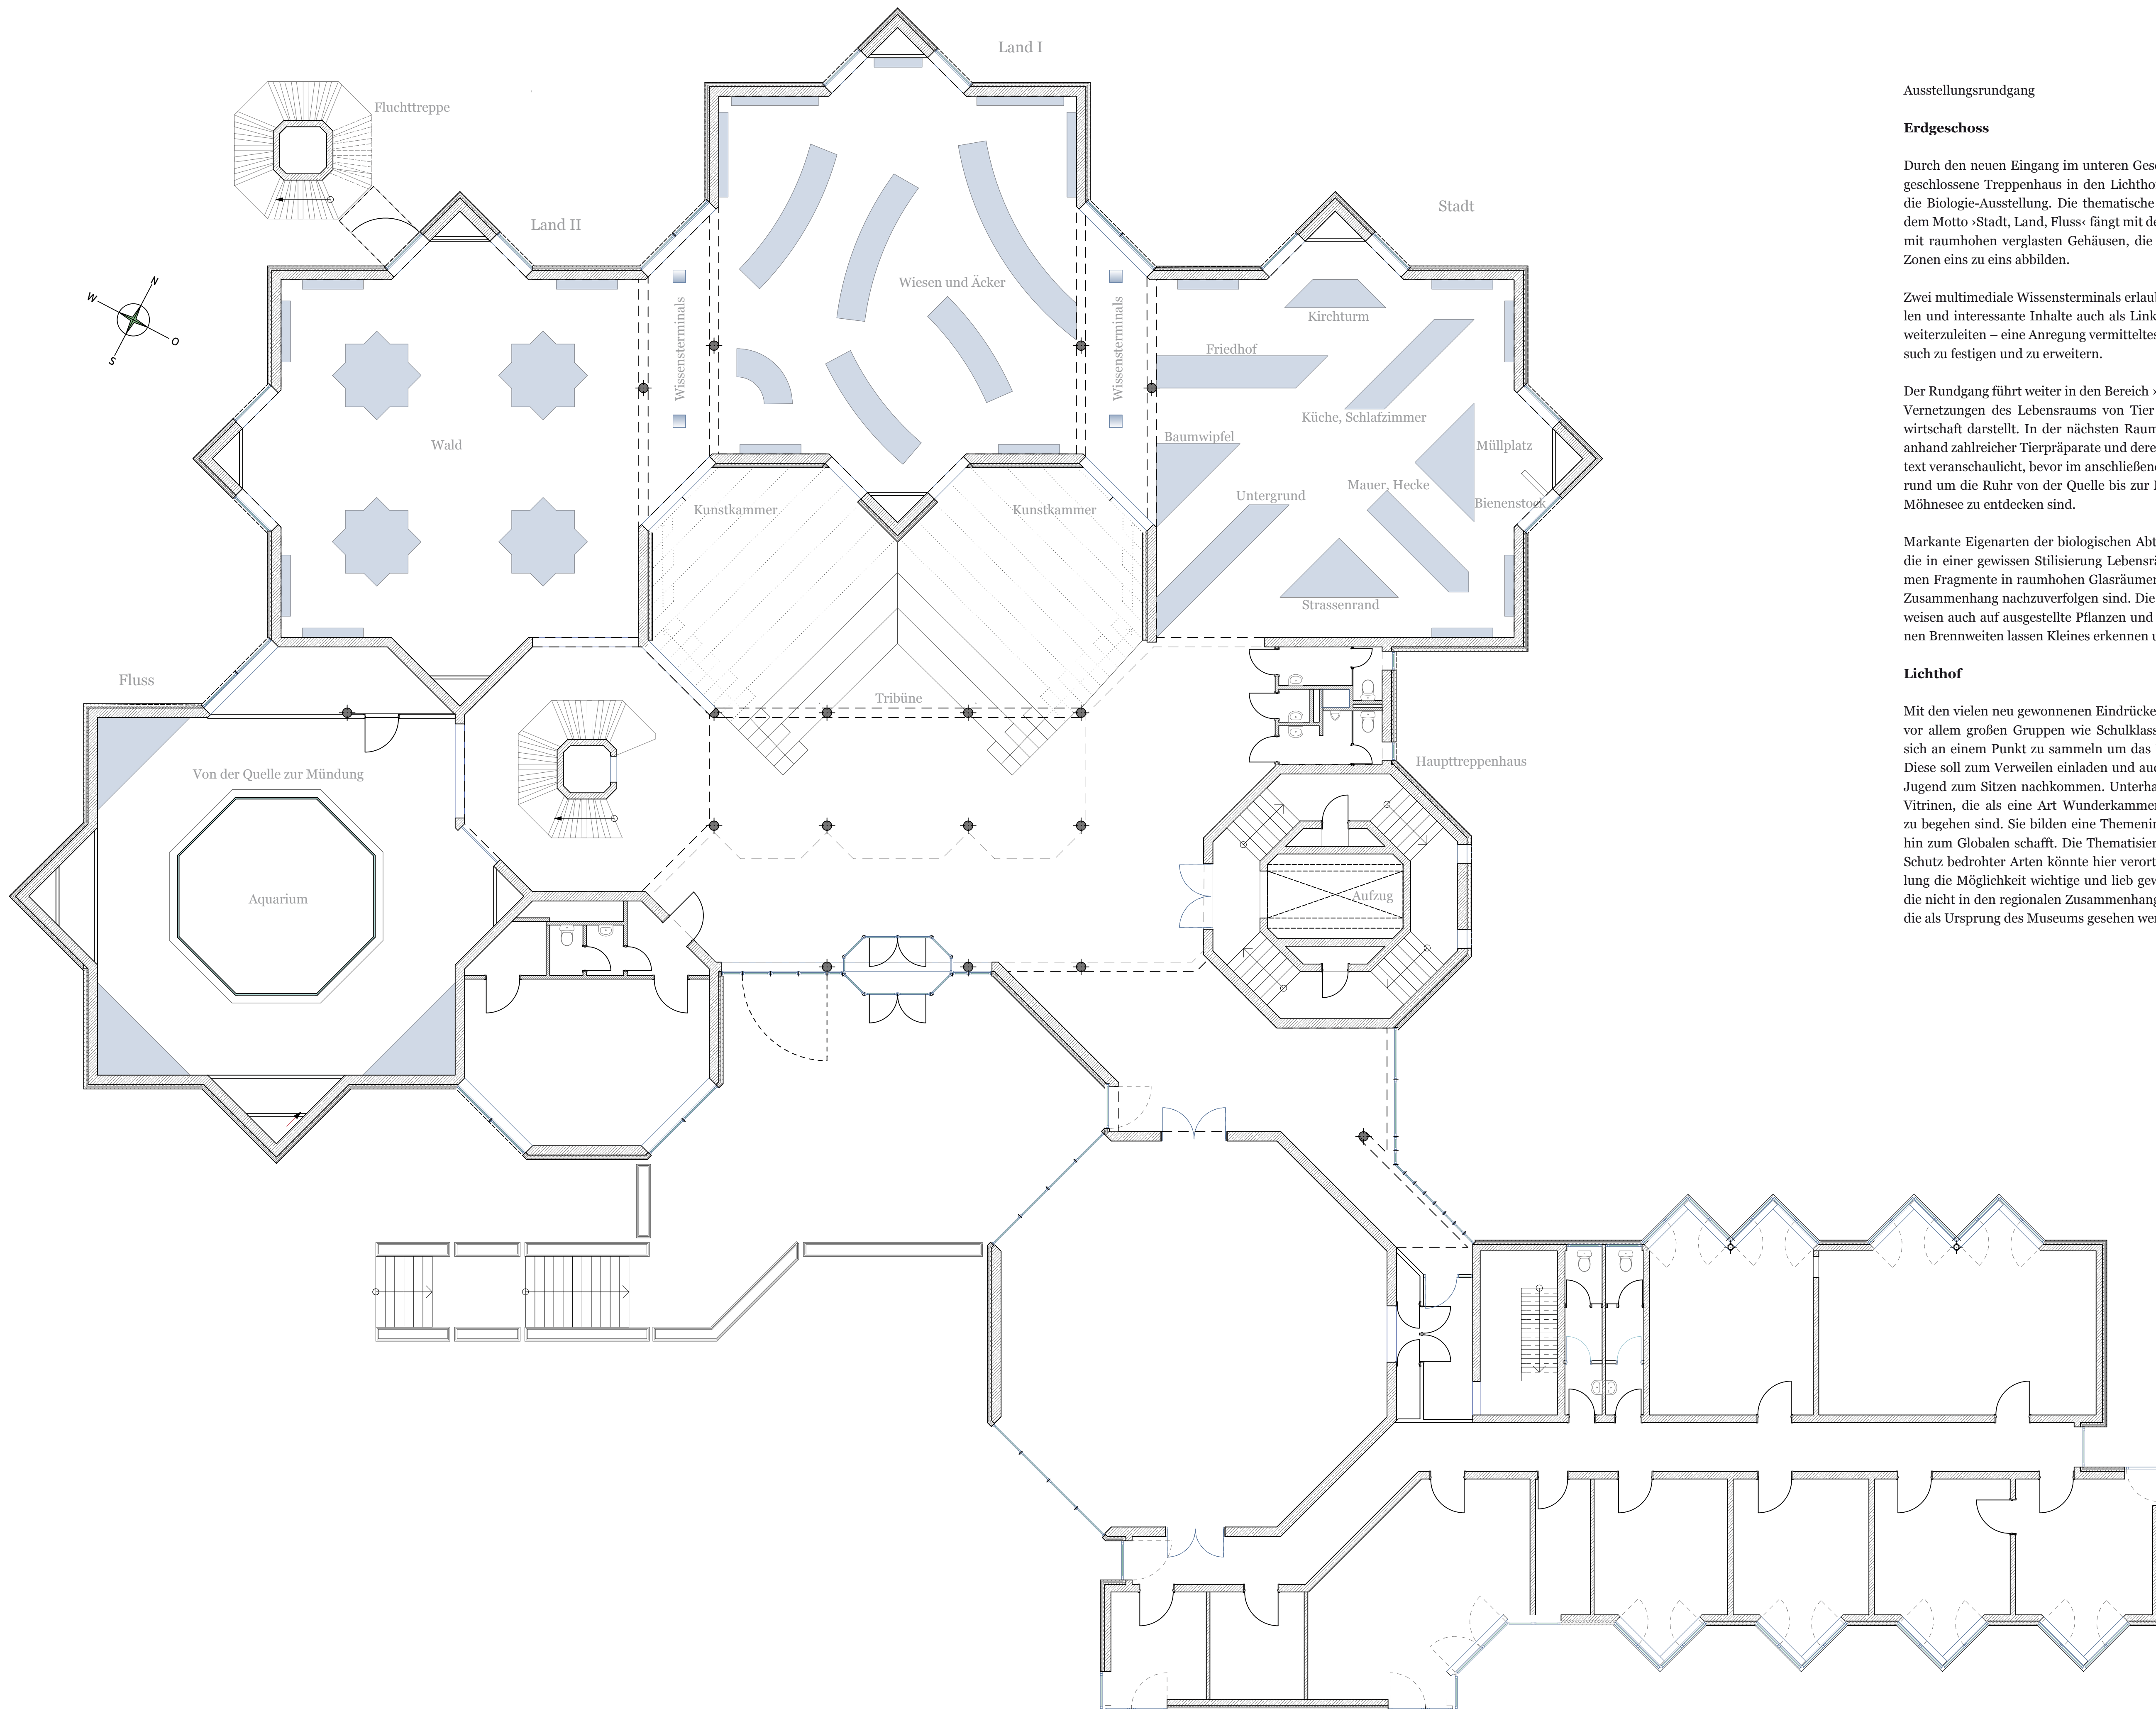 Land I
Fluchttreppe
Land II
Stadt
N
W
O
S
Wissensterminals
Wiesen und Äcker
Wissensterminals
Kirchturm
Friedhof
Küche, Schlafzimmer
Wald
Baumwipfel
Müllplatz
Mauer, Hecke
Untergrund
Bienenstock
Kunstkammer
Kunstkammer
Strassenrand
Fluss
Tribüne
Haupttreppenhaus
Von der Quelle zur Mündung
Aquarium
Aufzug
Ausstellungsrundgang
Erdgeschoss
Durch den neuen Eingang im unteren Gesc
geschlossene Treppenhaus in den Lichtho
die Biologie-Ausstellung. Die thematische
dem Motto ›Stadt, Land, Fluss‹ fängt mit de
mit raumhohen verglasten Gehäusen, die
Zonen eins zu eins abbilden.
Zwei multimediale Wissensterminals erlau
len und interessante Inhalte auch als Link
weiterzuleiten – eine Anregung vermitteltes
such zu festigen und zu erweitern.
Der Rundgang führt weiter in den Bereich ›
Vernetzungen des Lebensraums von Tier
wirtschaft darstellt. In der nächsten Raum
anhand zahlreicher Tierpräparate und dere
text veranschaulicht, bevor im anschließend
rund um die Ruhr von der Quelle bis zur
Möhnesee zu entdecken sind.
Markante Eigenarten der biologischen Abt
die in einer gewissen Stilisierung Lebensrä
men Fragmente in raumhohen Glasräumen
Zusammenhang nachzuverfolgen sind. Die
weisen auch auf ausgestellte Pflanzen und
nen Brennweiten lassen Kleines erkennen u
Lichthof
Mit den vielen neu gewonnenen Eindrücke
vor allem großen Gruppen wie Schulklass
sich an einem Punkt zu sammeln um das
Diese soll zum Verweilen einladen und auc
Jugend zum Sitzen nachkommen. Unterha
Vitrinen, die als eine Art Wunderkammer
zu begehen sind. Sie bilden eine Themenin
hin zum Globalen schafft. Die Thematisier
Schutz bedrohter Arten könnte hier verort
lung die Möglichkeit wichtige und lieb gew
die nicht in den regionalen Zusammenhang
die als Ursprung des Museums gesehen wer